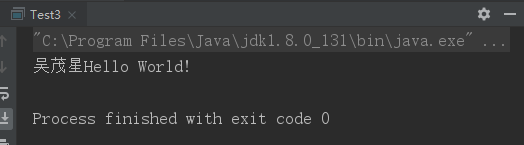 Test3
"C:\Program Files\Java\jdk1.8.0_131\bin\java.exe" ...
吴茂星Hello World!
Process finished with exit code 0